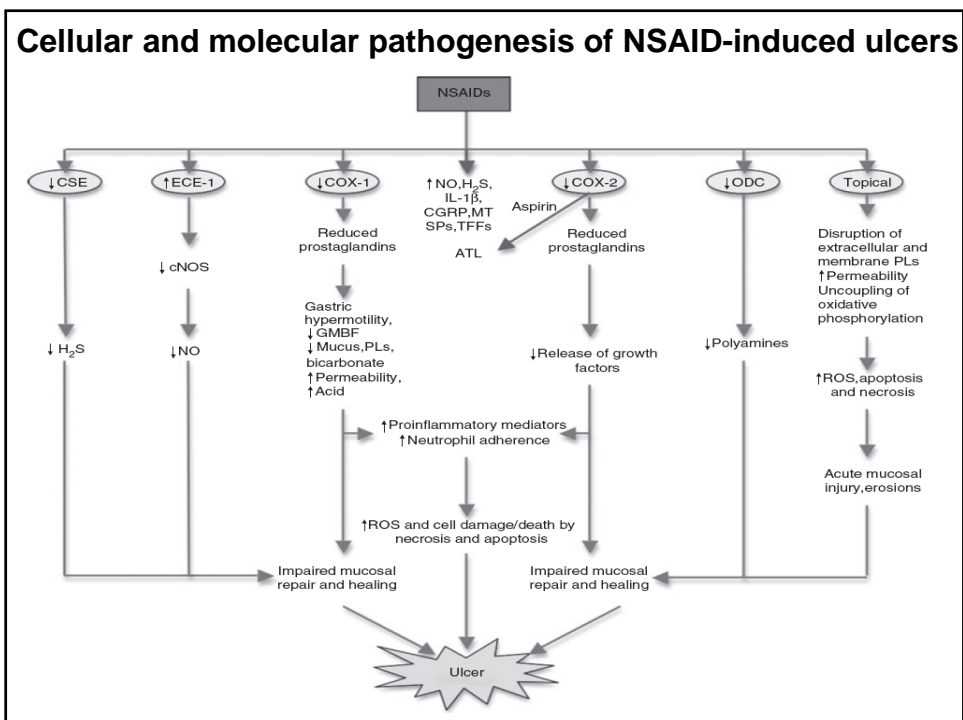 Cellular and molecular pathogenesis of NSAID-induced ulcers
NSAIDs
↓CSE
↑ECE-1
↓COX-1
↑NO,H₂S,
IL-1β,
CGRP,MT
SPs,TFFs
ATL
Aspirin
↓COX-2
↓ODC
Topical
↓H₂S
↓cNOS
↓NO
Reduced
prostaglandins
Gastric
hypermotility,
↓GMBF
↓Mucus,PLs,
bicarbonate
↑Permeability,
↑Acid
Reduced
prostaglandins
↓Release of growth
factors
↓Polyamines
Disruption of
extracellular and
membrane PLs
↑Permeability
Uncoupling of
oxidative
phosphorylation
↑ROS,apoptosis
and necrosis
Acute mucosal
injury,erosions
↑Proinflammatory mediators
↑Neutrophil adherence
↑ROS and cell damage/death by
necrosis and apoptosis
Impaired mucosal
repair and healing
Impaired mucosal
repair and healing
Ulcer